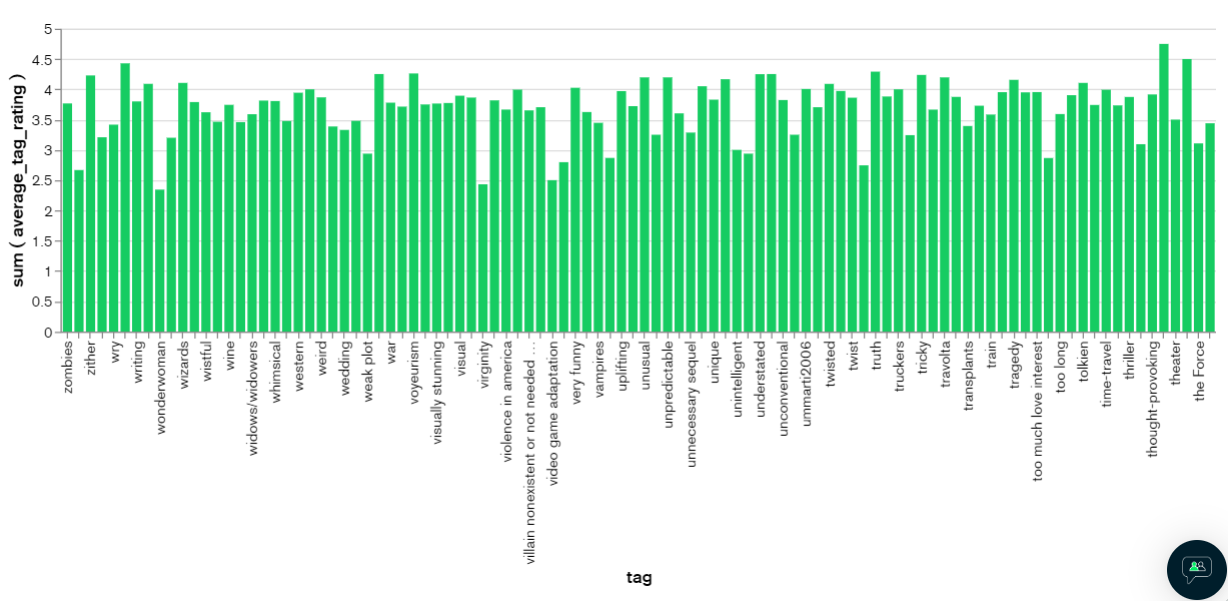 5
4.5
4
3.5
3
2.5
2
1.5
1
0.5
0
sum ( average_tag_rating )
zombies
zither
wry
writing
wonderwoman
wizards
wistful
wine
widows/widowers
whimsical
western
weird
wedding
weak plot
war
voyeurism
visually stunning
visual
virginity
violence in america
villain nonexistent or not needed ...
video game adaptation
very funny
vampires
uplifting
unusual
unpredictable
unnecessary sequel
unique
unintelligent
understated
unconventional
ummarti2006
twisted
twist
truth
truckers
tricky
travolta
transplants
train
tragedy
too much love interest
too long
tolkien
time-travel
thriller
thought-provoking
theater
the Force
tag